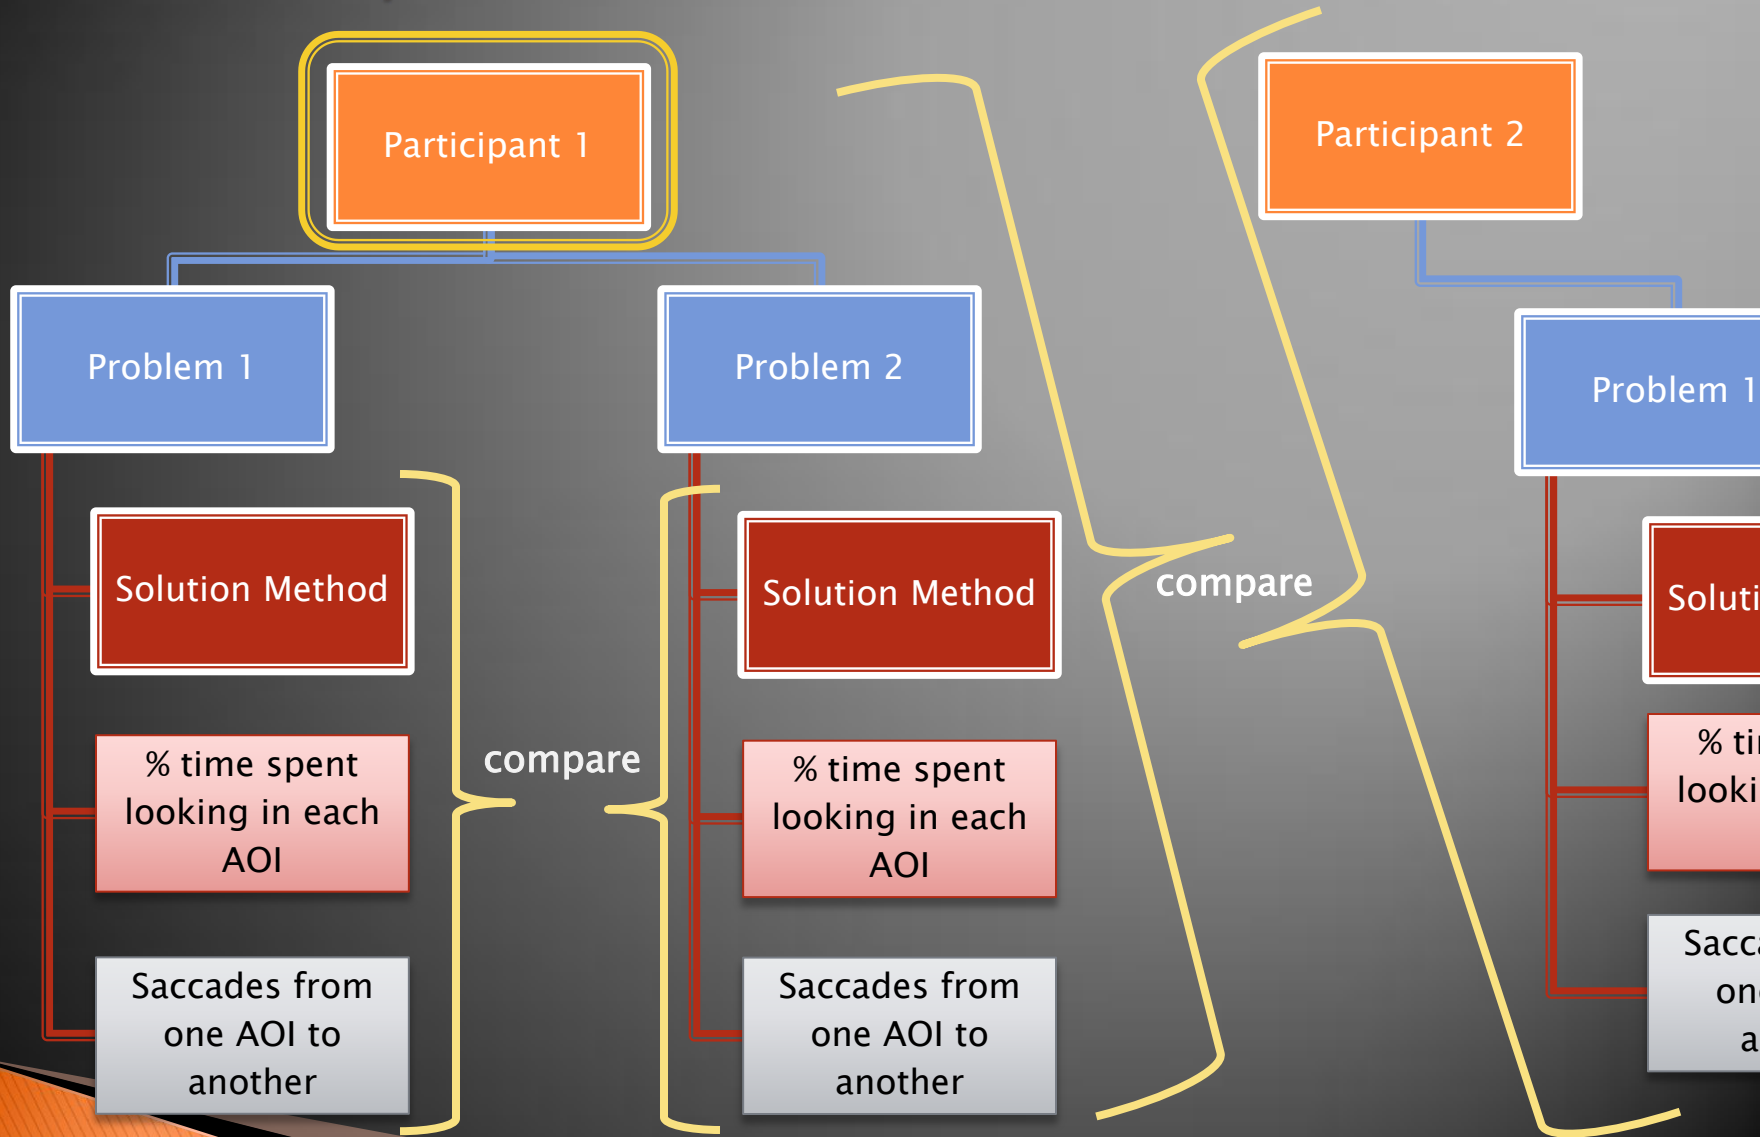 Participant 1
Participant 2
Problem 1
Problem 2
Problem 1
Solution Method
% time spent
looking in each
AOI
Saccades from
one AOI to
another
compare
Solution Method
% time spent
looking in each
AOI
Saccades from
one AOI to
another
compare
%